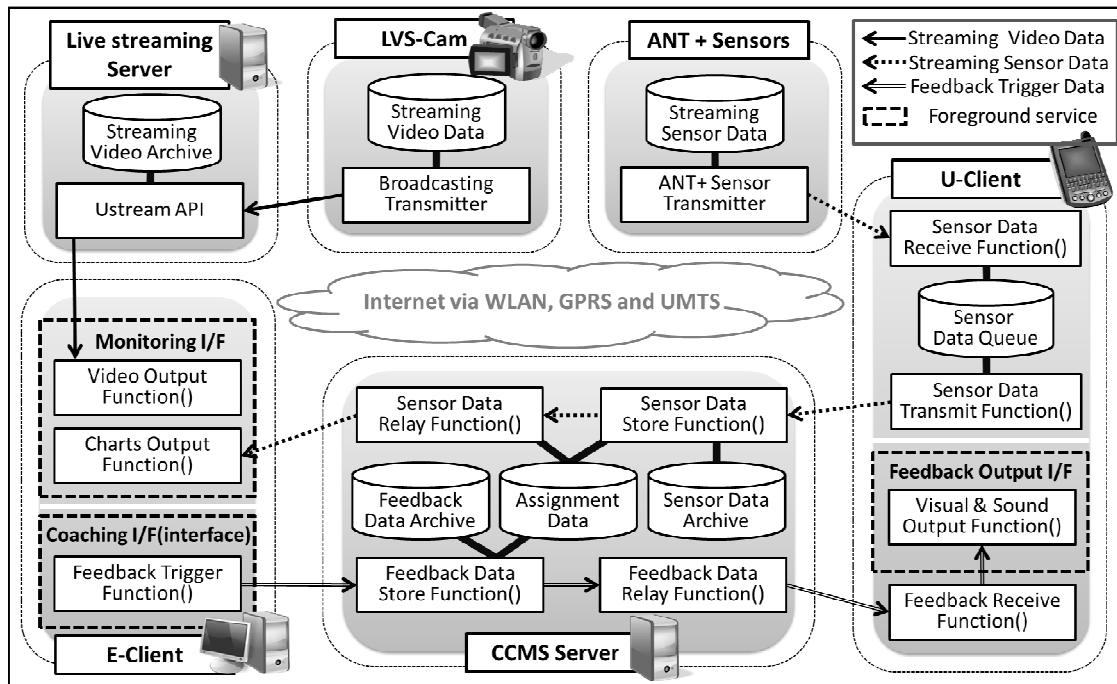 Live streaming
Server
Streaming
Video Archive
Ustream API
LVS-Cam
Streaming
Video Data
Broadcasting
Transmitter
ANT + Sensors
Streaming
Sensor Data
ANT+ Sensor
Transmitter
Streaming Video Data
Streaming Sensor Data
Feedback Trigger Data
Foreground service
U-Client
Sensor Data
Receive Function()
Sensor
Data Queue
Sensor Data
Transmit Function()
Feedback Output I/F
Visual & Sound
Output Function()
Feedback Receive
Function()
Internet via WLAN, GPRS and UMTS
Monitoring I/F
Video Output
Function()
Charts Output
Function()
Coaching I/F(interface)
Feedback Trigger
Function()
E-Client
Sensor Data
Relay Function()
Sensor Data
Store Function()
Feedback
Data Archive
Assignment
Data
Sensor Data
Archive
Feedback Data
Store Function()
Feedback Data
Relay Function()
CCMS Server